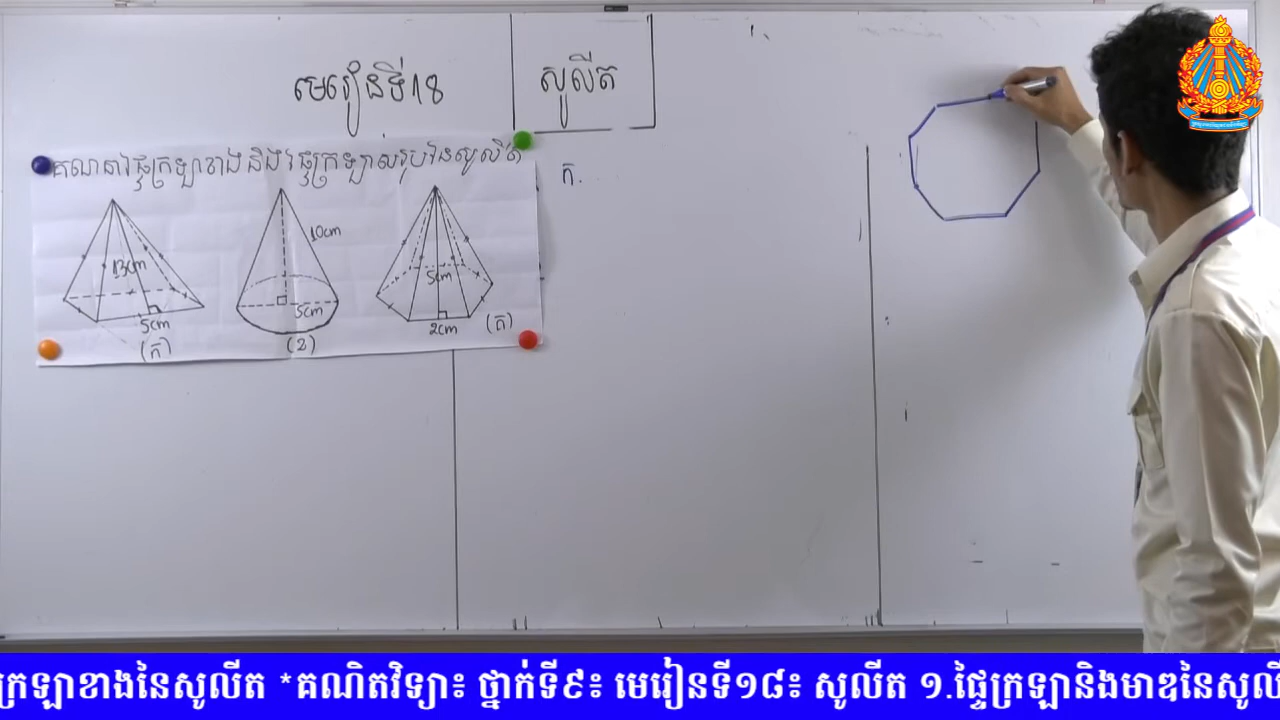 មេរៀនទី18
សូលីត
គណនាផ្ទៃក្រឡាខាង និងផ្ទៃក្រឡាសរុបនៃសូលីត
ក.
13cm
5cm
(ក)
10cm
5cm
(ខ)
5cm
2cm
(គ)
ក្រឡាខាងនៃសូលីត *គណិតវិទ្យា៖ ថ្នាក់ទី៩៖ មេរៀនទី១៨៖ សូលីត ១.ផ្ទៃក្រឡានិងមាឌនៃសូលី